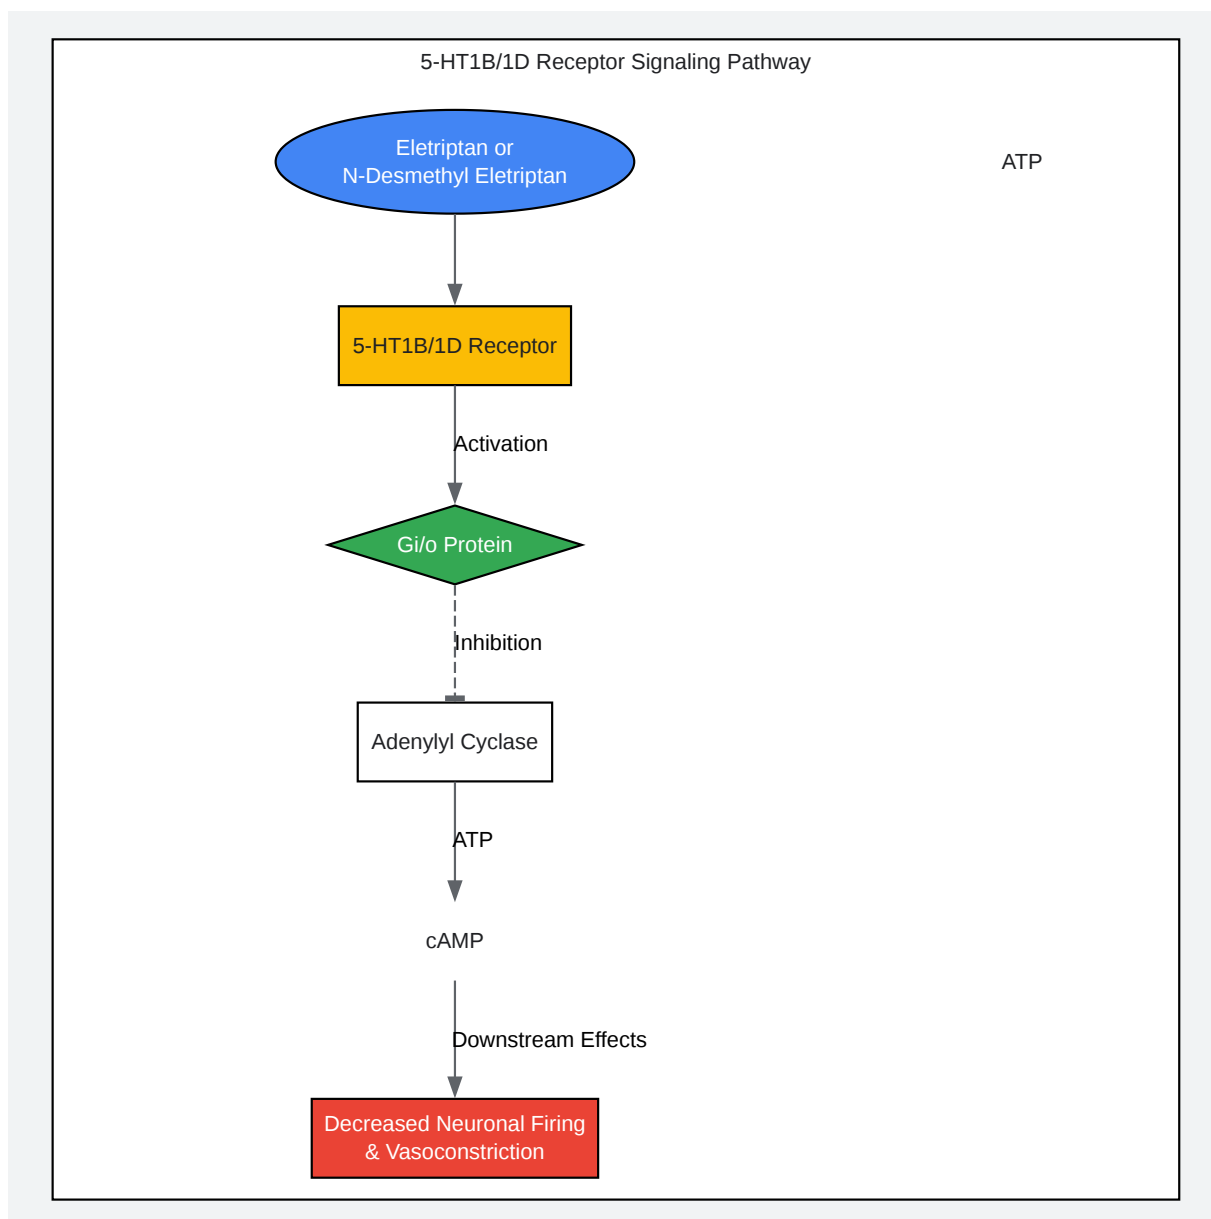 5-HT1B/1D Receptor Signaling Pathway
Eletriptan or
N-Desmethyl Eletriptan
ATP
5-HT1B/1D Receptor
Activation
Gi/o Protein
Inhibition
Adenylyl Cyclase
ATP
cAMP
Downstream Effects
Decreased Neuronal Firing
& Vasoconstriction